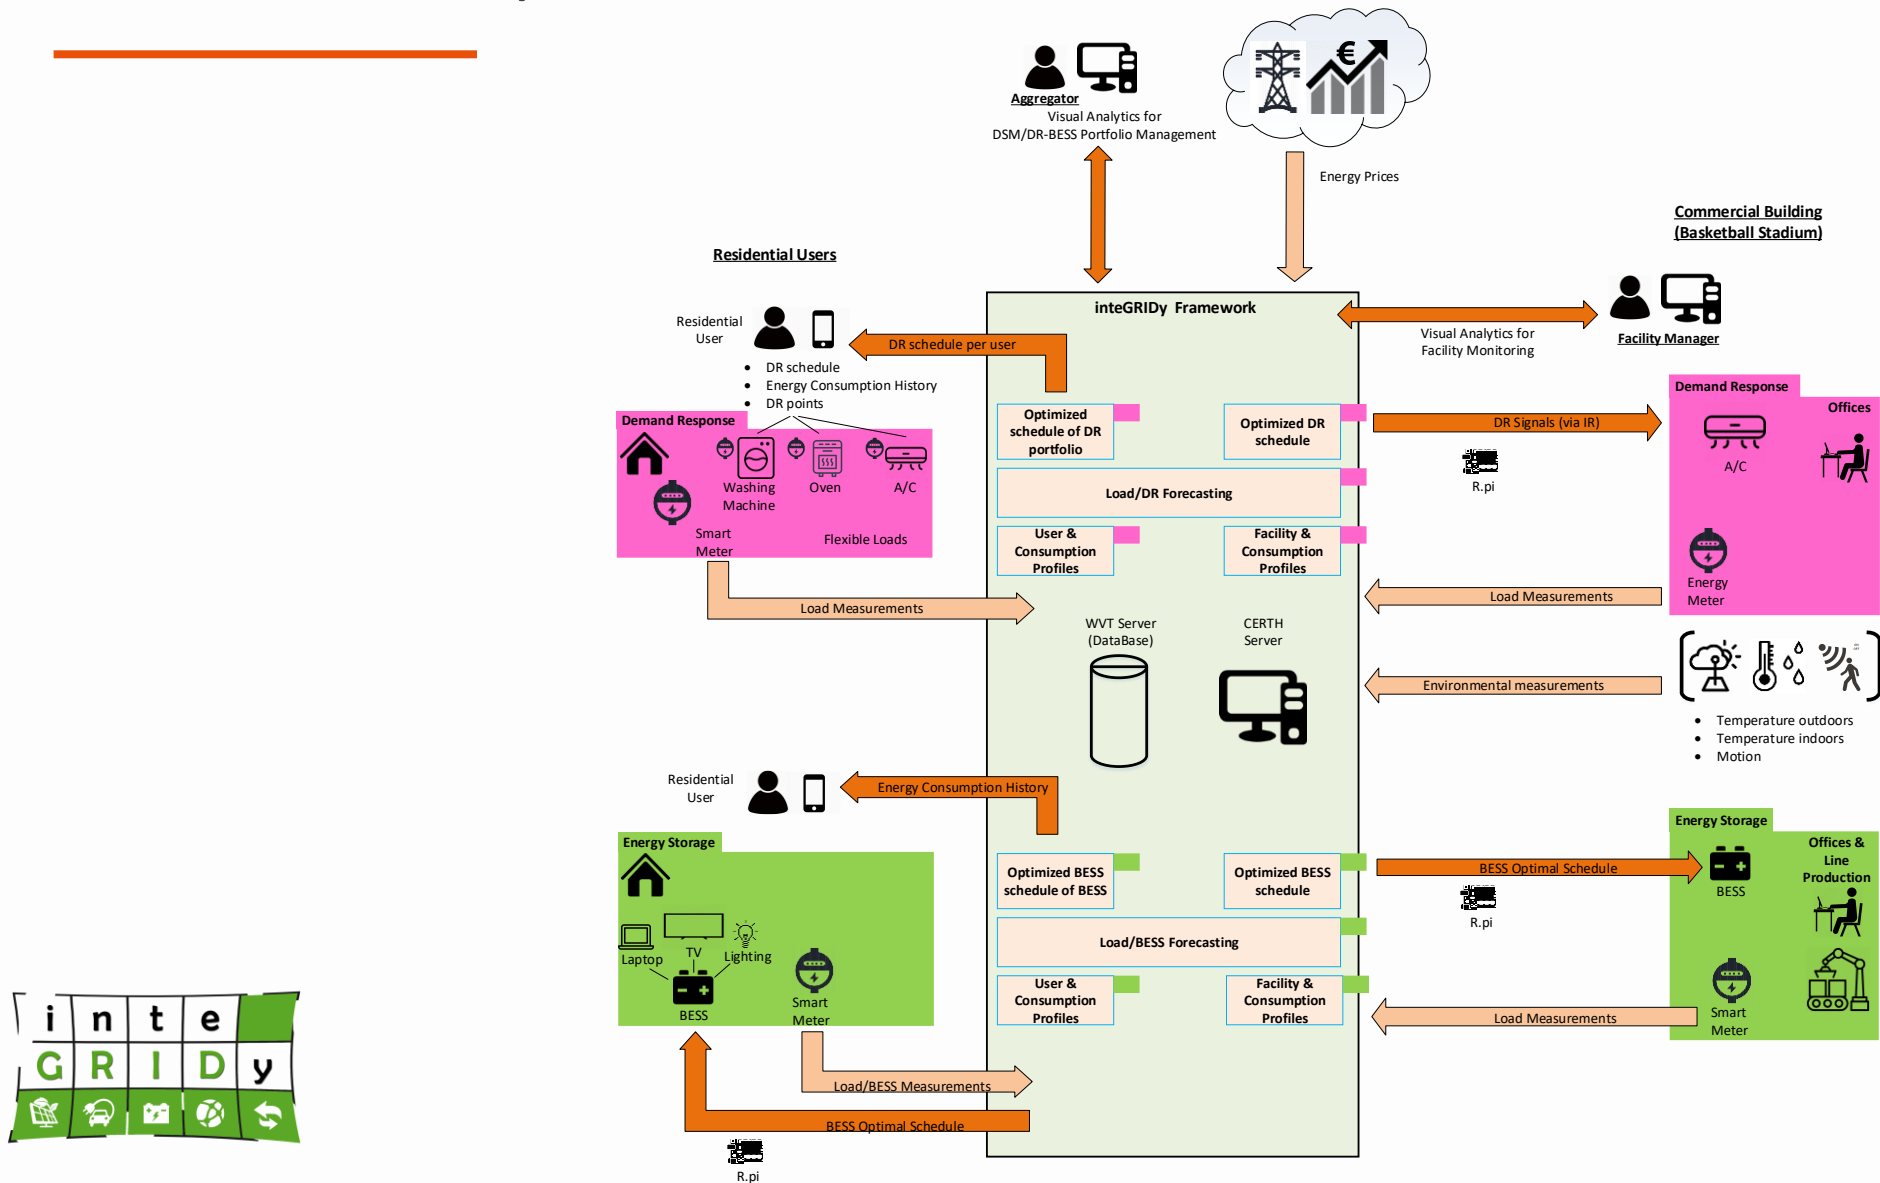 Aggregator
Visual Analytics for
DSM/DR-BESS Portfolio Management
€
Energy Prices
Commercial Building
(Basketball Stadium)
Residential Users
inteGRIDy Framework
Residential
User
DR schedule per user
Visual Analytics for
Facility Monitoring
Facility Manager
• DR schedule
• Energy Consumption History
• DR points
Demand Response
Washing
Machine
Oven
A/C
Smart
Meter
Flexible Loads
Optimized
schedule of DR
portfolio
Optimized DR
schedule
Load/DR Forecasting
User &
Consumption
Profiles
Facility &
Consumption
Profiles
DR Signals (via IR)
R.pi
Demand Response
Offices
A/C
Energy
Meter
Load Measurements
Load Measurements
WVT Server
(DataBase)
CERTH
Server
Environmental measurements
• Temperature outdoors
• Temperature indoors
• Motion
Residential
User
Energy Consumption History
Energy Storage
Laptop
TV
Lighting
BESS
Smart
Meter
Optimized BESS
schedule of BESS
Optimized BESS
schedule
Load/BESS Forecasting
User &
Consumption
Profiles
Facility &
Consumption
Profiles
BESS Optimal Schedule
R.pi
Energy Storage
Offices &
Line
Production
BESS
Smart
Meter
Load Measurements
Load/BESS Measurements
BESS Optimal Schedule
R.pi
inte
GRIDy